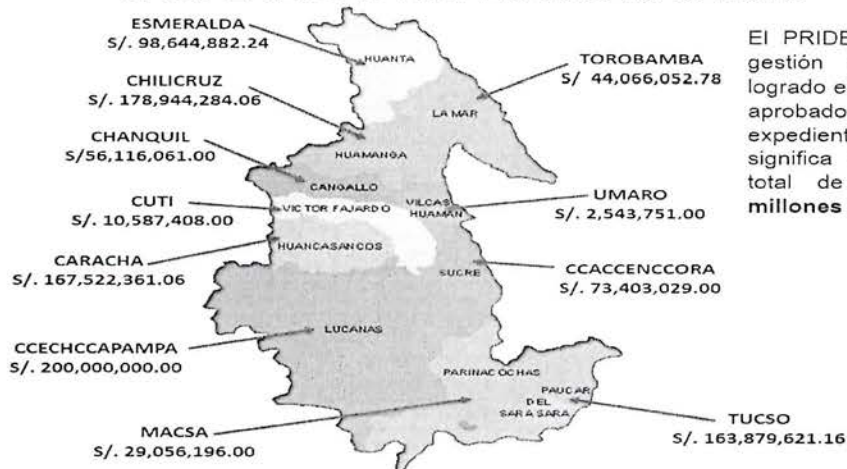 ESMERALDA
S/. 98,644,882.24
CHILICRUZ
S/. 178,944,284.06
CHANQUIL
S/56,116,061.00
CUTI
S/. 10,587,408.00
CARACHA
S/. 167,522,361.06
CCECHCCAPAMPA
S/. 200,000,000.00
MACSA
S/. 29,056,196.00
HUANTA
LA MAR
HUAMANGA
CANGALLO
VICTOR FAJARDO
VILCAS
HUAMAN
HUANCASANCOS
SUCRE
LUCANAS
PARINACOCHAS
PAUCAR
DEL
SARA SARA
TOROBAMBA
S/ 44,066,052.78
UMARO
S/. 2,543,751.00
CCACCENCCORA
S/. 73,403,029.00
TUCSO
S/. 163,879,621.16
El PRIDE
gestión
logrado e
aprobado
expedient
significa
total de
millones